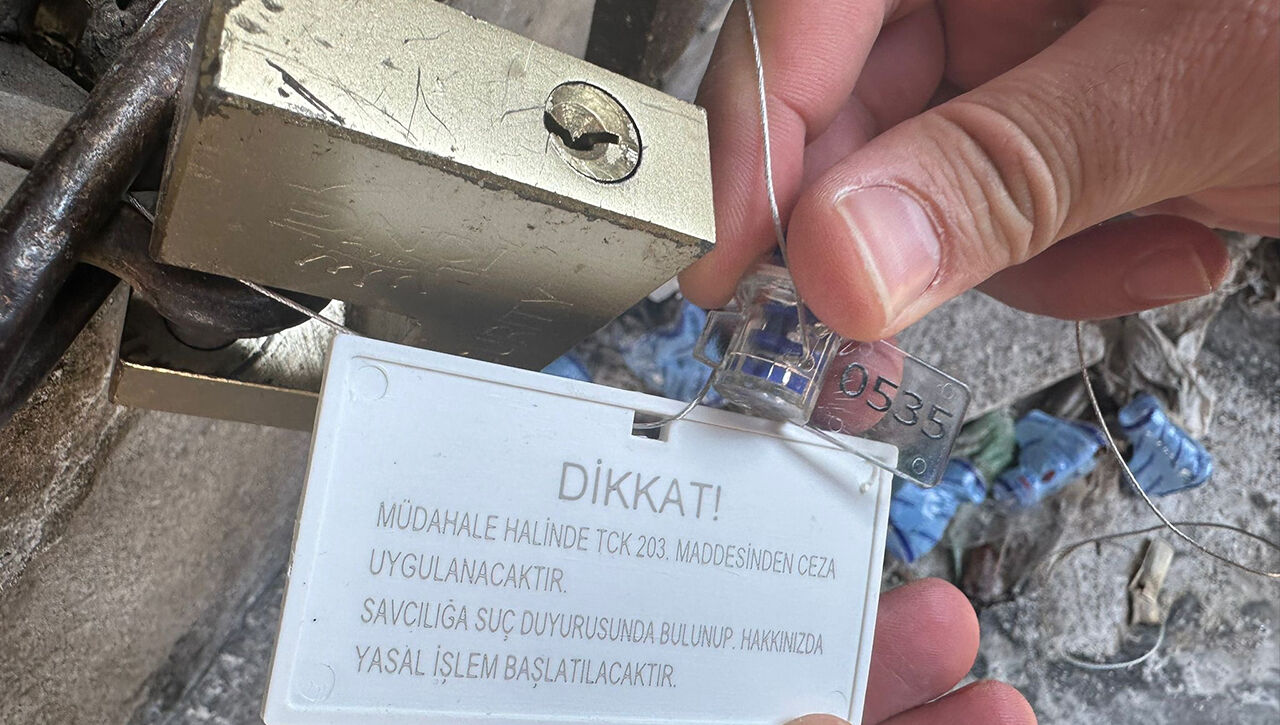 0535
DİKKAT!
MÜDAHALE HALİNDE TCK 203. MADDESİNDEN CEZA
UYGULANACAKTIR.
SAVCILIĞA SUÇ DUYURUSUNDA BULUNUP. HAKKINIZDA
YASAL İŞLEM BAŞLATILACAKTIR.